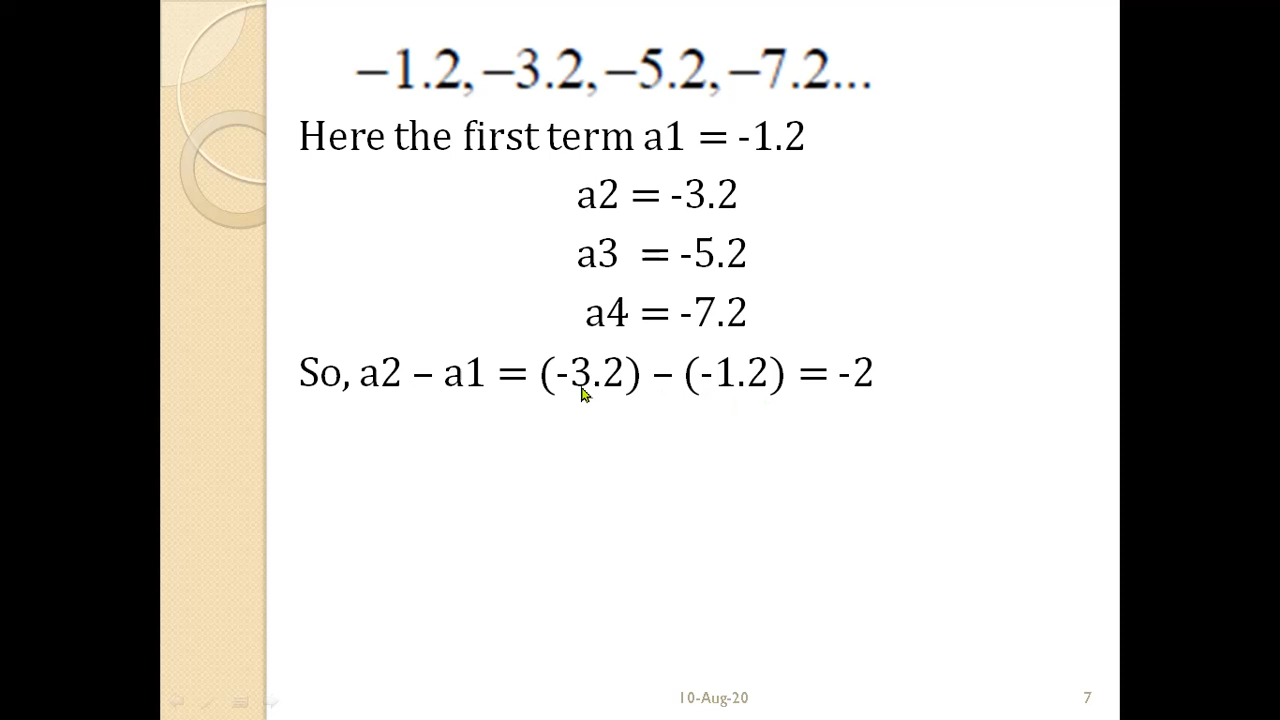 −1.2, −3.2, −5.2, −7.2...
Here the first term a1 = -1.2
a2 = -3.2
a3 = -5.2
a4 = -7.2
So, a2 – a1 = (-3.2) – (-1.2) = -2
10-Aug-20
7